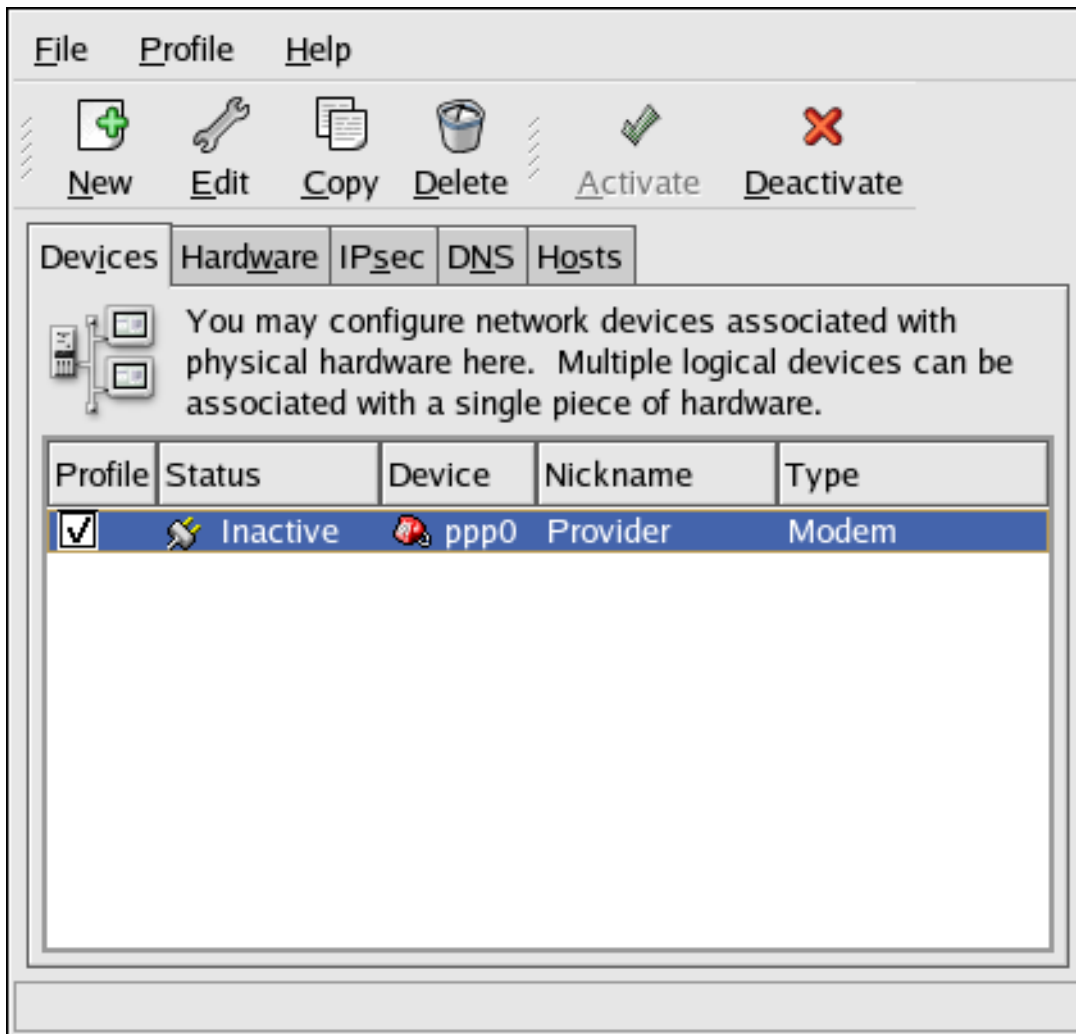 File Profile Help
New Edit Copy Delete Activate Deactivate
Devices Hardware IPsec DNS Hosts
You may configure network devices associated with
physical hardware here. Multiple logical devices can be
associated with a single piece of hardware.
Profile Status Device Nickname Type
Inactive ppp0 Provider Modem